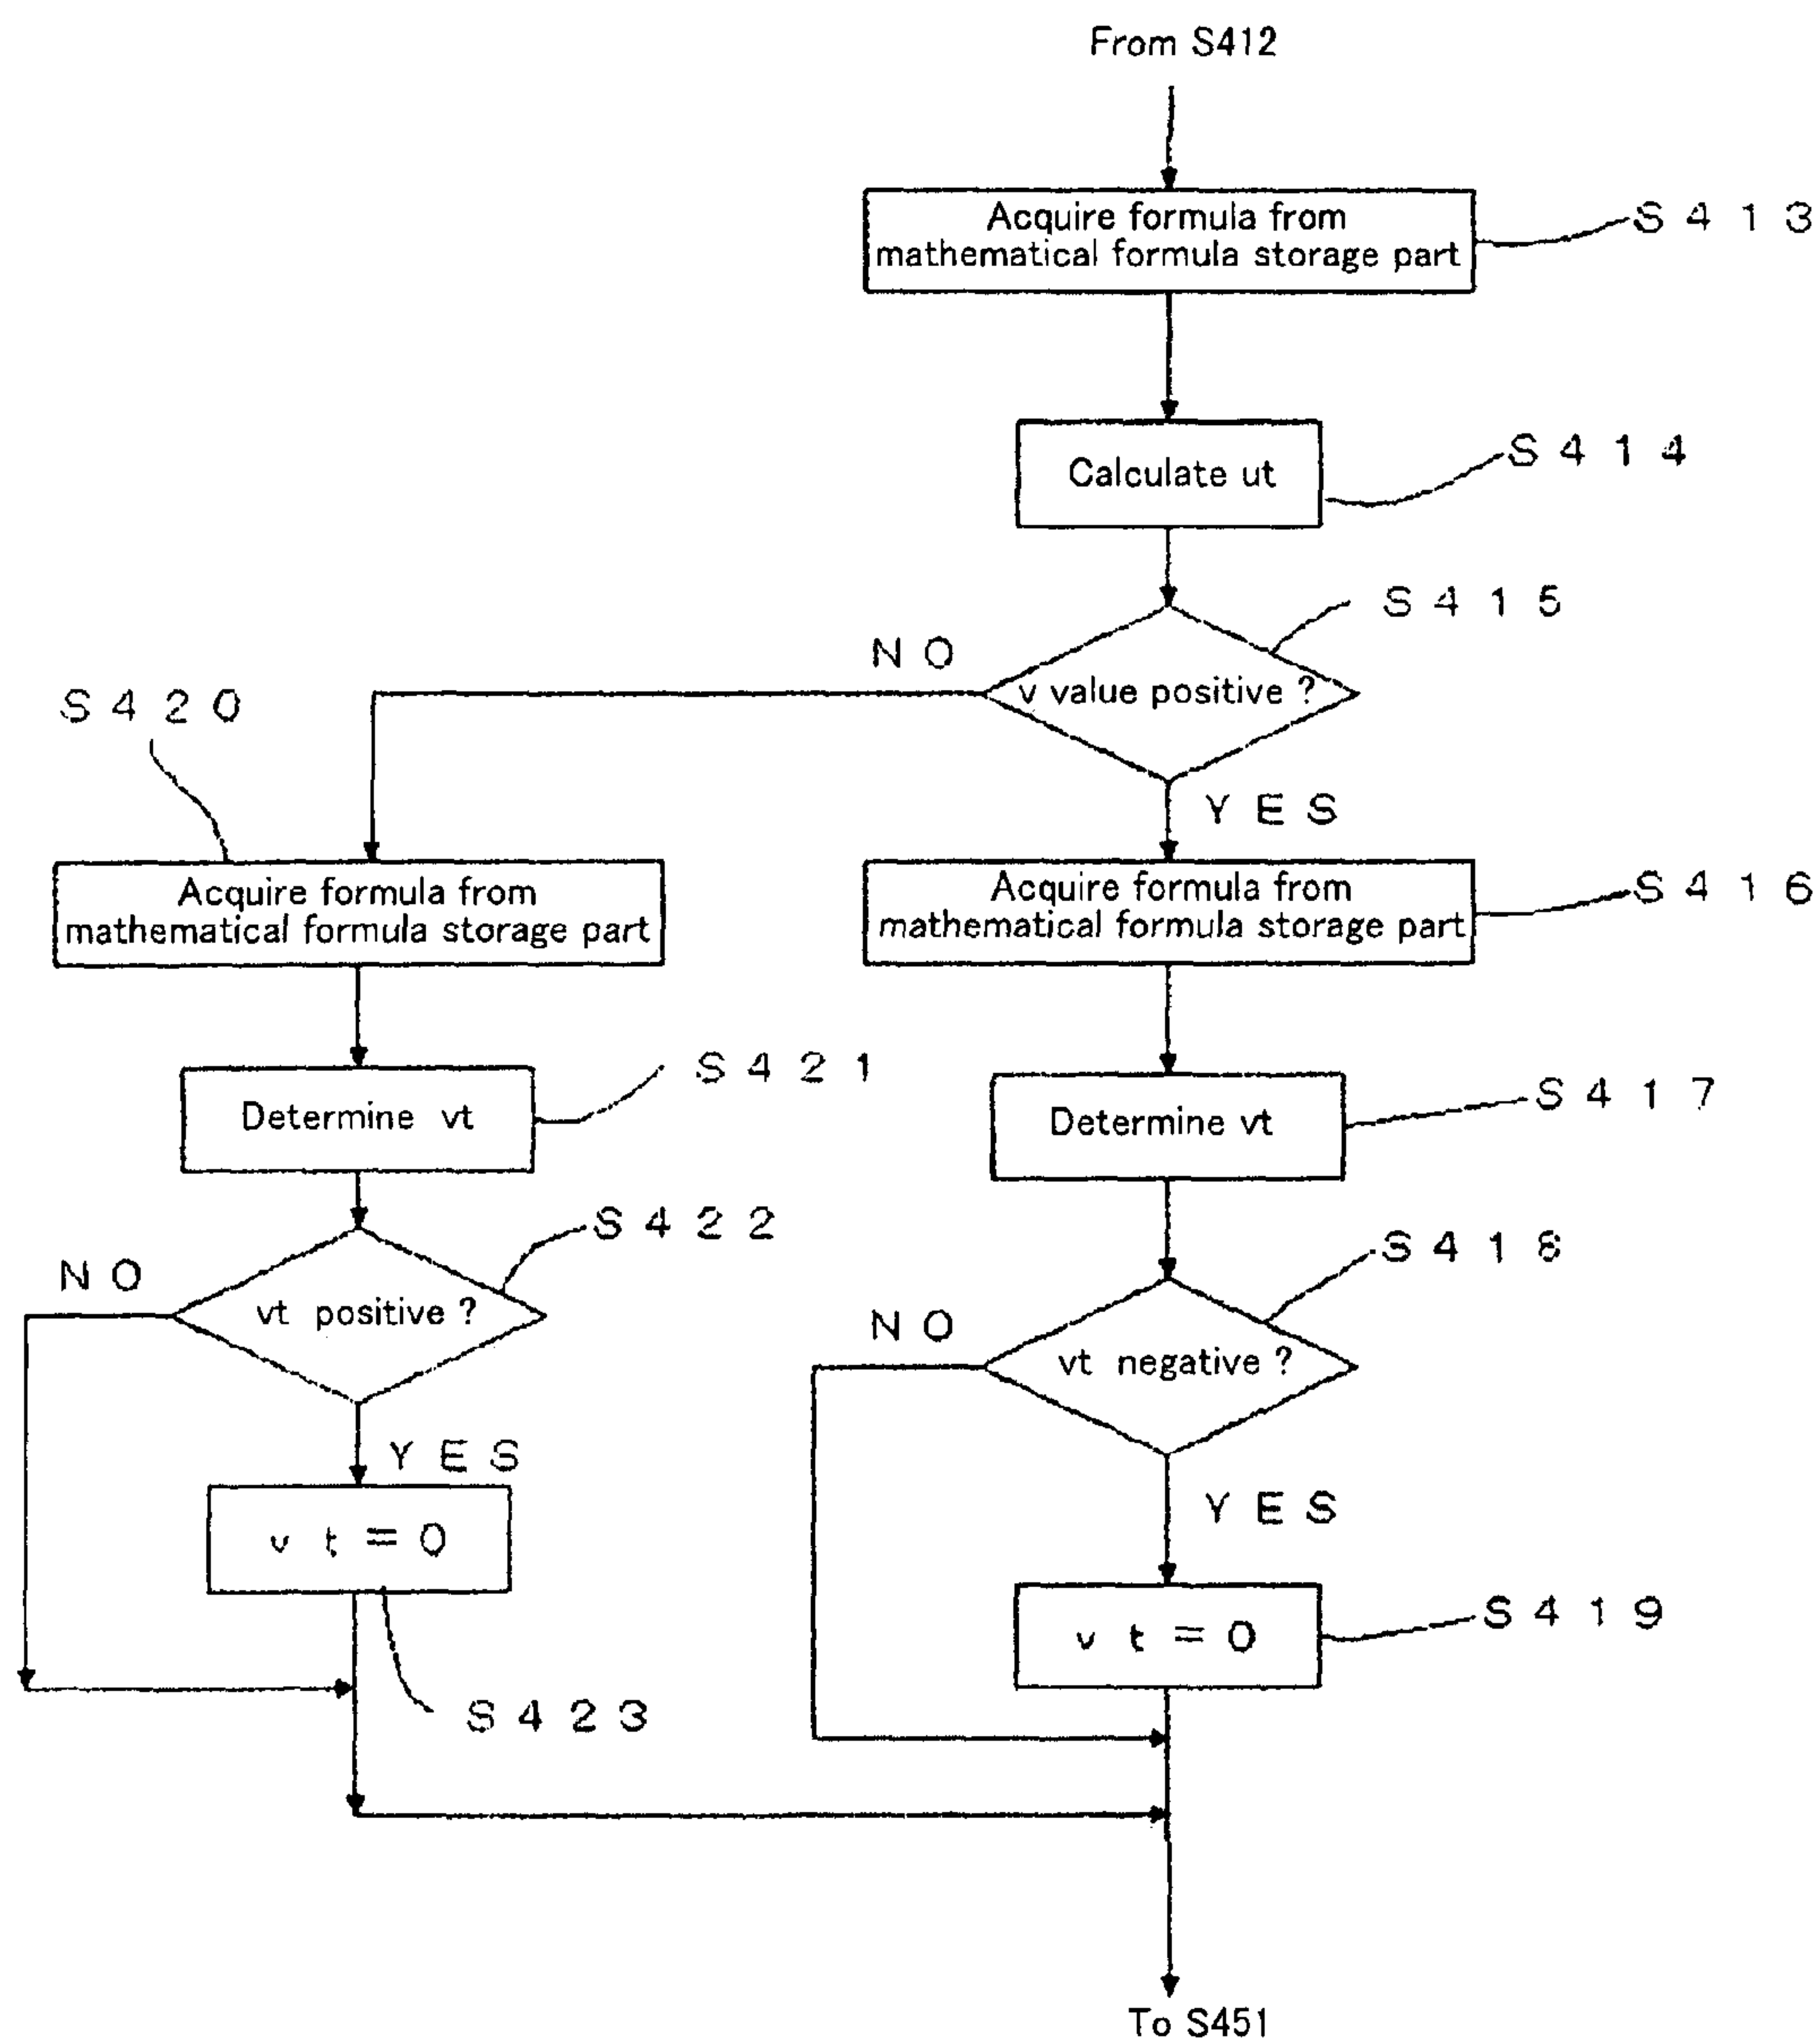 From S412
Acquire formula from
mathematical formula storage part
S413
Calculate ut
S414
S415
NO
v value positive ?
S420
YES
Acquire formula from
mathematical formula storage part
Acquire formula from
mathematical formula storage part
S416
Determine vt
S421
Determine vt
S417
S422
NO
vt positive ?
S418
NO
vt negative ?
YES
vt = 0
YES
S423
vt = 0
S419
To S451